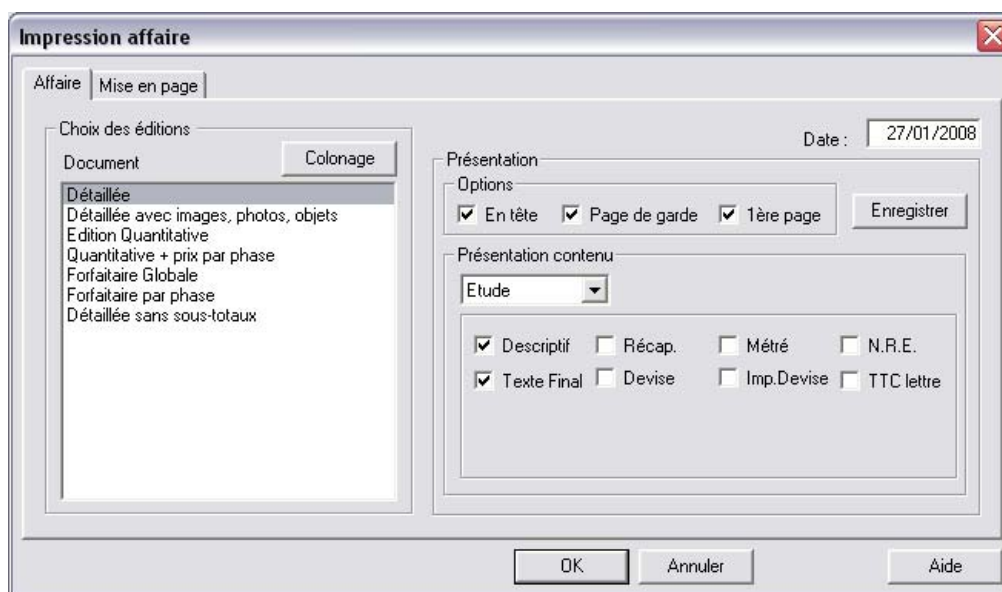 Impression affaire
Affaire
Mise en page
Choix des éditions
Document
Colonage
Détaillée
Détaillée avec images, photos, objets
Edition Quantitative
Quantitative + prix par phase
Forfaitaire Globale
Forfaitaire par phase
Détaillée sans sous-totaux
Date :
27/01/2008
Présentation
Options
En tête
Page de garde
1ère page
Enregistrer
Présentation contenu
Etude
Descriptif
Récap.
Métré
N.R.E.
Texte Final
Devise
Imp.Devise
TTC lettre
OK
Annuler
Aide